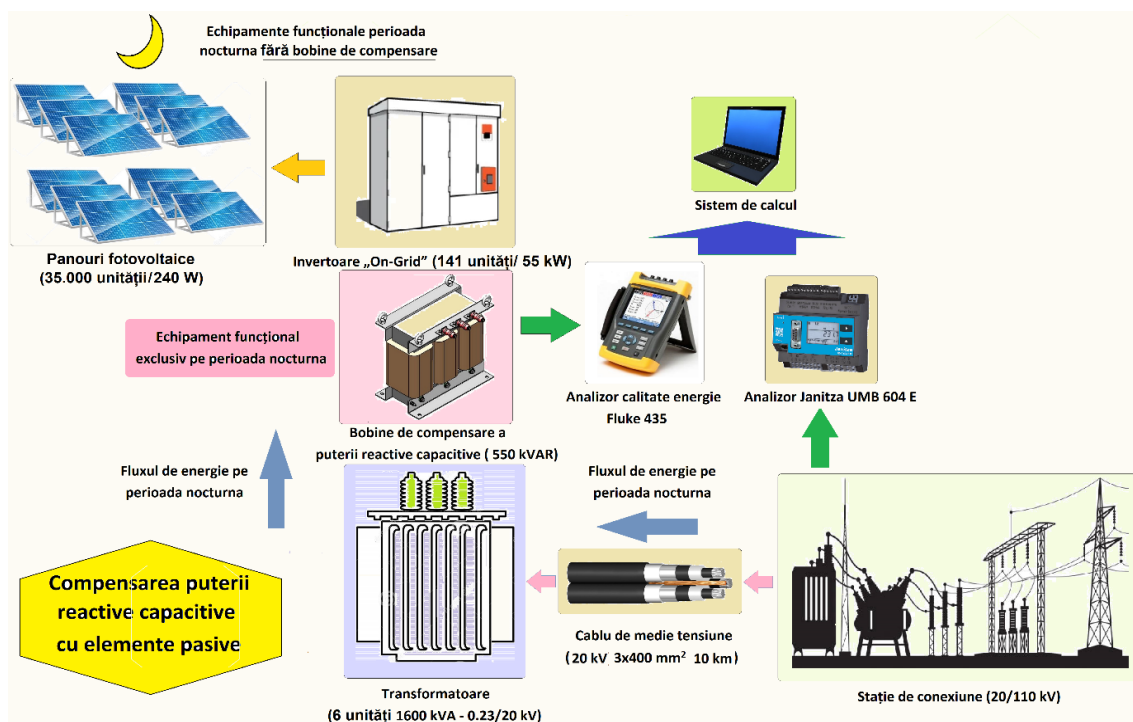 Echipamente funcționale perioada
nocturna fără bobine de compensare
Panouri fotovoltaice
(35.000 unității/240 W)
Invertoare „On-Grid” (141 unități/ 55 kW)
Sistem de calcul
Echipament funcțional
exclusiv pe perioada nocturna
Analizor calitate energie
Fluke 435
Analizor Janitza UMB 604 E
Bobine de compensare a
puterii reactive capacitive ( 550 kVAR)
Fluxul de energie pe
perioada nocturna
Fluxul de energie pe
perioada nocturna
Compensarea puterii
reactive capacitive
cu elemente pasive
Cablu de medie tensiune
(20 kV 3x400 mm² 10 km)
Transformatoare
(6 unități 1600 kVA - 0.23/20 kV)
Stație de conexiune (20/110 kV)